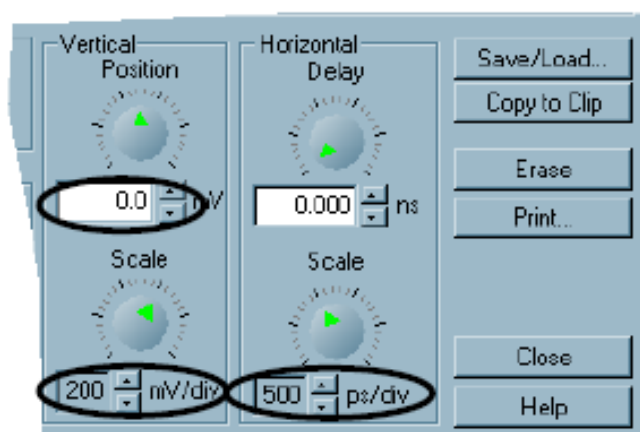 Vertical
Position
0.0 mV
Scale
200 mV/div
Horizontal
Delay
0.000 ns
Scale
500 ps/div
Save/Load...
Copy to Clip
Erase
Print...
Close
Help